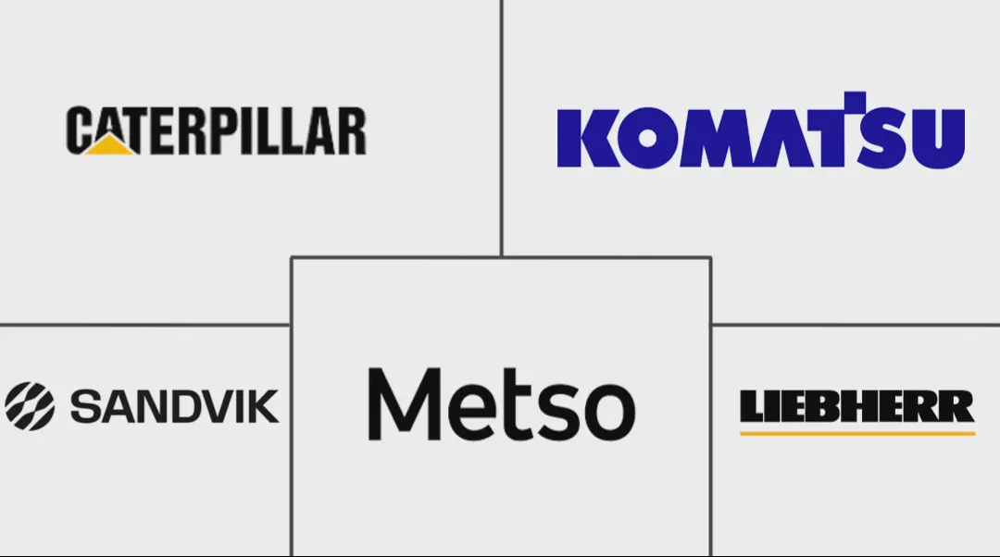 CATERPILLAR
KOMATSU
SANDVIK
Metso
LIEBHERR